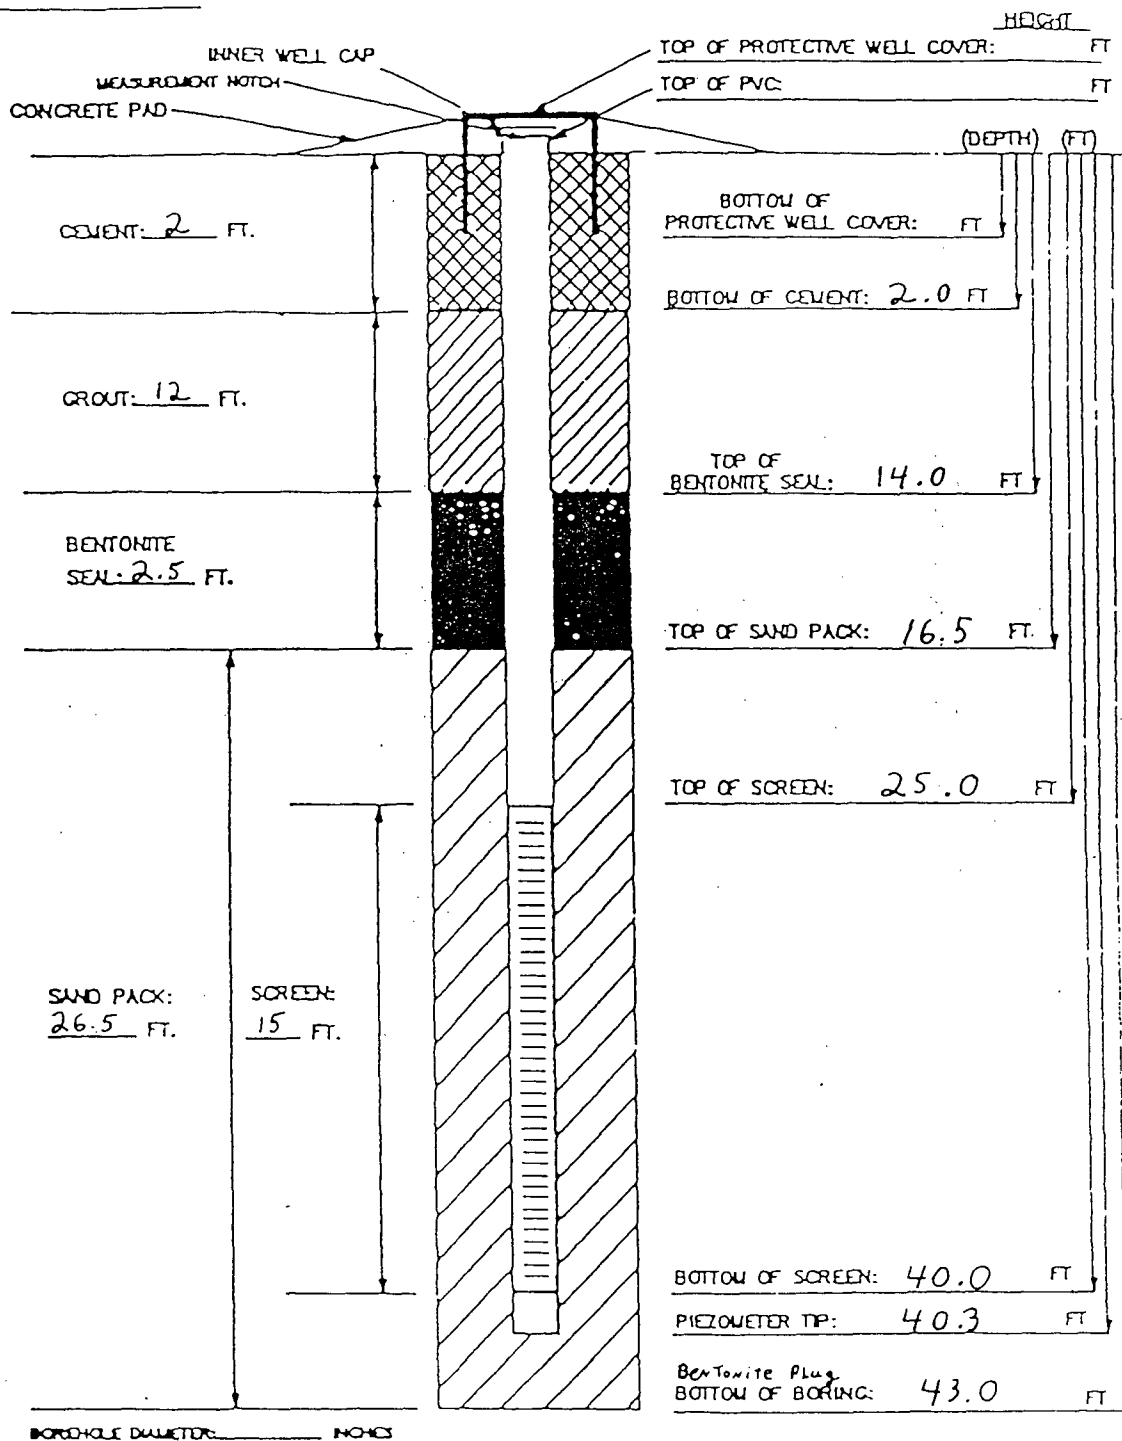 HEIGHT
INNER WELL CAP
TOP OF PROTECTIVE WELL COVER: FT
MEASUREMENT NOTCH
TOP OF PVC: FT
CONCRETE PAD
(DEPTH) (FT)
CEMENT: 2 FT.
BOTTOM OF
PROTECTIVE WELL COVER: FT
BOTTOM OF CEMENT: 2.0 FT
GROUT: 12 FT.
TOP OF
BENTONITE SEAL: 14.0 FT
BENTONITE
SEAL: 2.5 FT.
TOP OF SAND PACK: 16.5 FT.
TOP OF SCREEN: 25.0 FT
SAND PACK:
26.5 FT.
SCREEN:
15 FT.
BOTTOM OF SCREEN: 40.0 FT
PIEZOMETER TIP: 40.3 FT
Bentonite Plug
BOTTOM OF BORING: 43.0 FT
BOREHOLE DIAMETER: INCHES